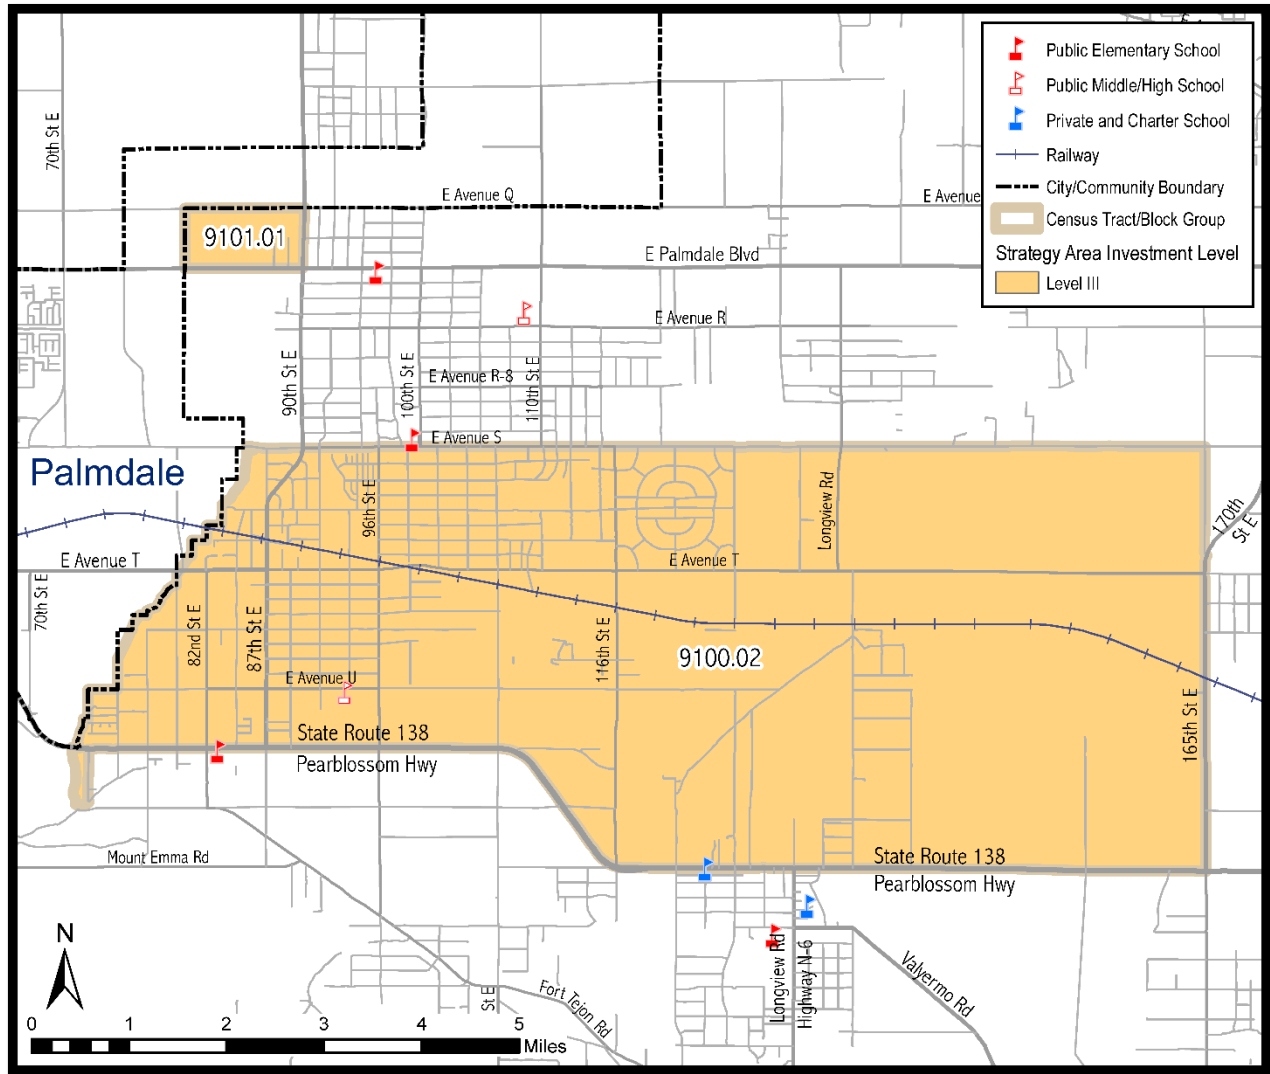 Public Elementary School
Public Middle/High School
Private and Charter School
Railway
City/Community Boundary
Census Tract/Block Group
Strategy Area Investment Level
Level III
70th St E
E Avenue Q
E Avenue
9101.01
E Palmdale Blvd
E Avenue R
90th St E
100th St E
E Avenue R-8
110th St E
E Avenue S
Palmdale
96th St E
Longview Rd
170th
St E
E Avenue T
E Avenue T
70th St E
82nd St E
87th St E
116th St E
9100.02
E Avenue U
165th St E
State Route 138
Pearblossom Hwy
Mount Emma Rd
State Route 138
Pearblossom Hwy
N
Longview Rd
Highway N-6
Valyermo Rd
St E
Fort Tejon Rd
0 1 2 3 4 5
Miles